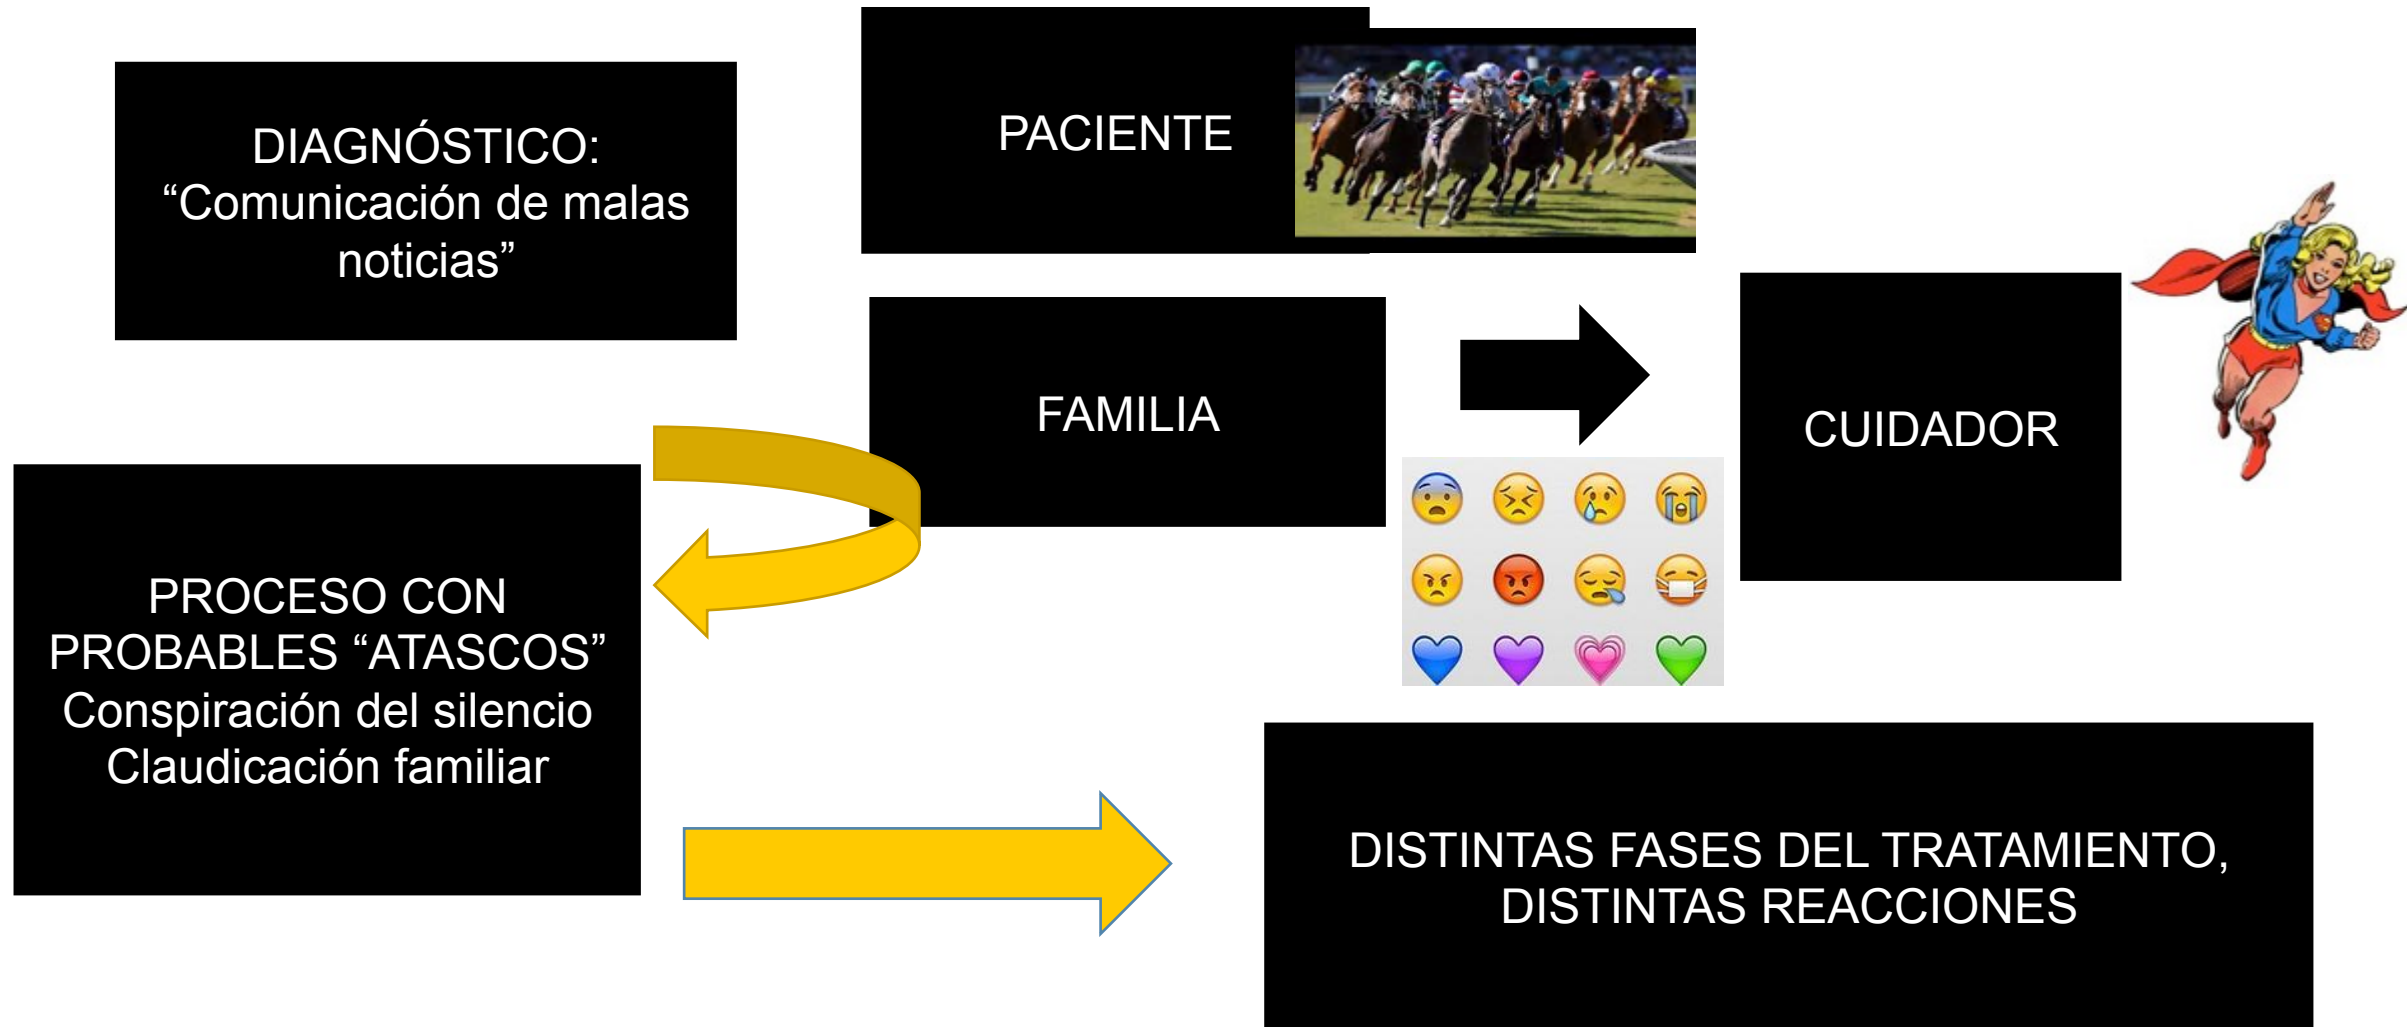 DIAGNÓSTICO:
“Comunicación de malas
noticias”
PACIENTE
FAMILIA
CUIDADOR
PROCESO CON
PROBABLES “ATASCOS”
Conspiración del silencio
Claudicación familiar
DISTINTAS FASES DEL TRATAMIENTO,
DISTINTAS REACCIONES